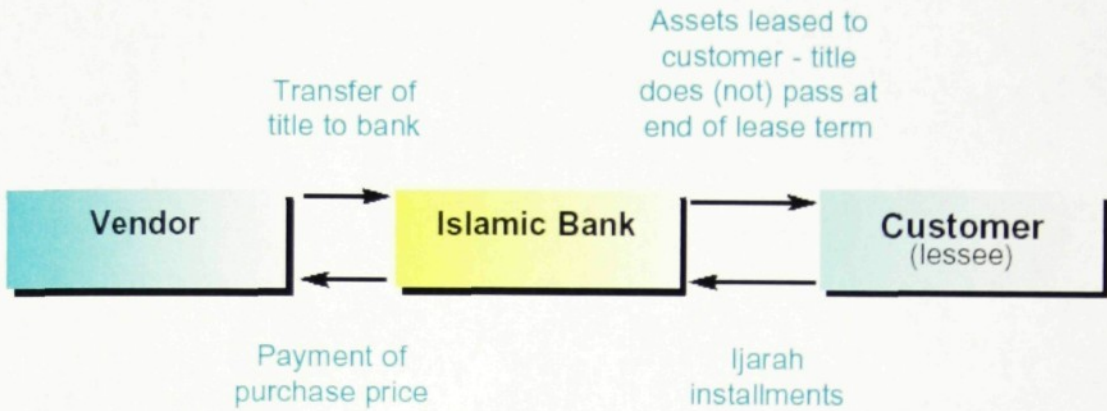 Assets leased to
customer - title
does (not) pass at
end of lease term
Transfer of
title to bank
Vendor
Islamic Bank
Customer
(lessee)
Payment of
purchase price
Ijarah
installments